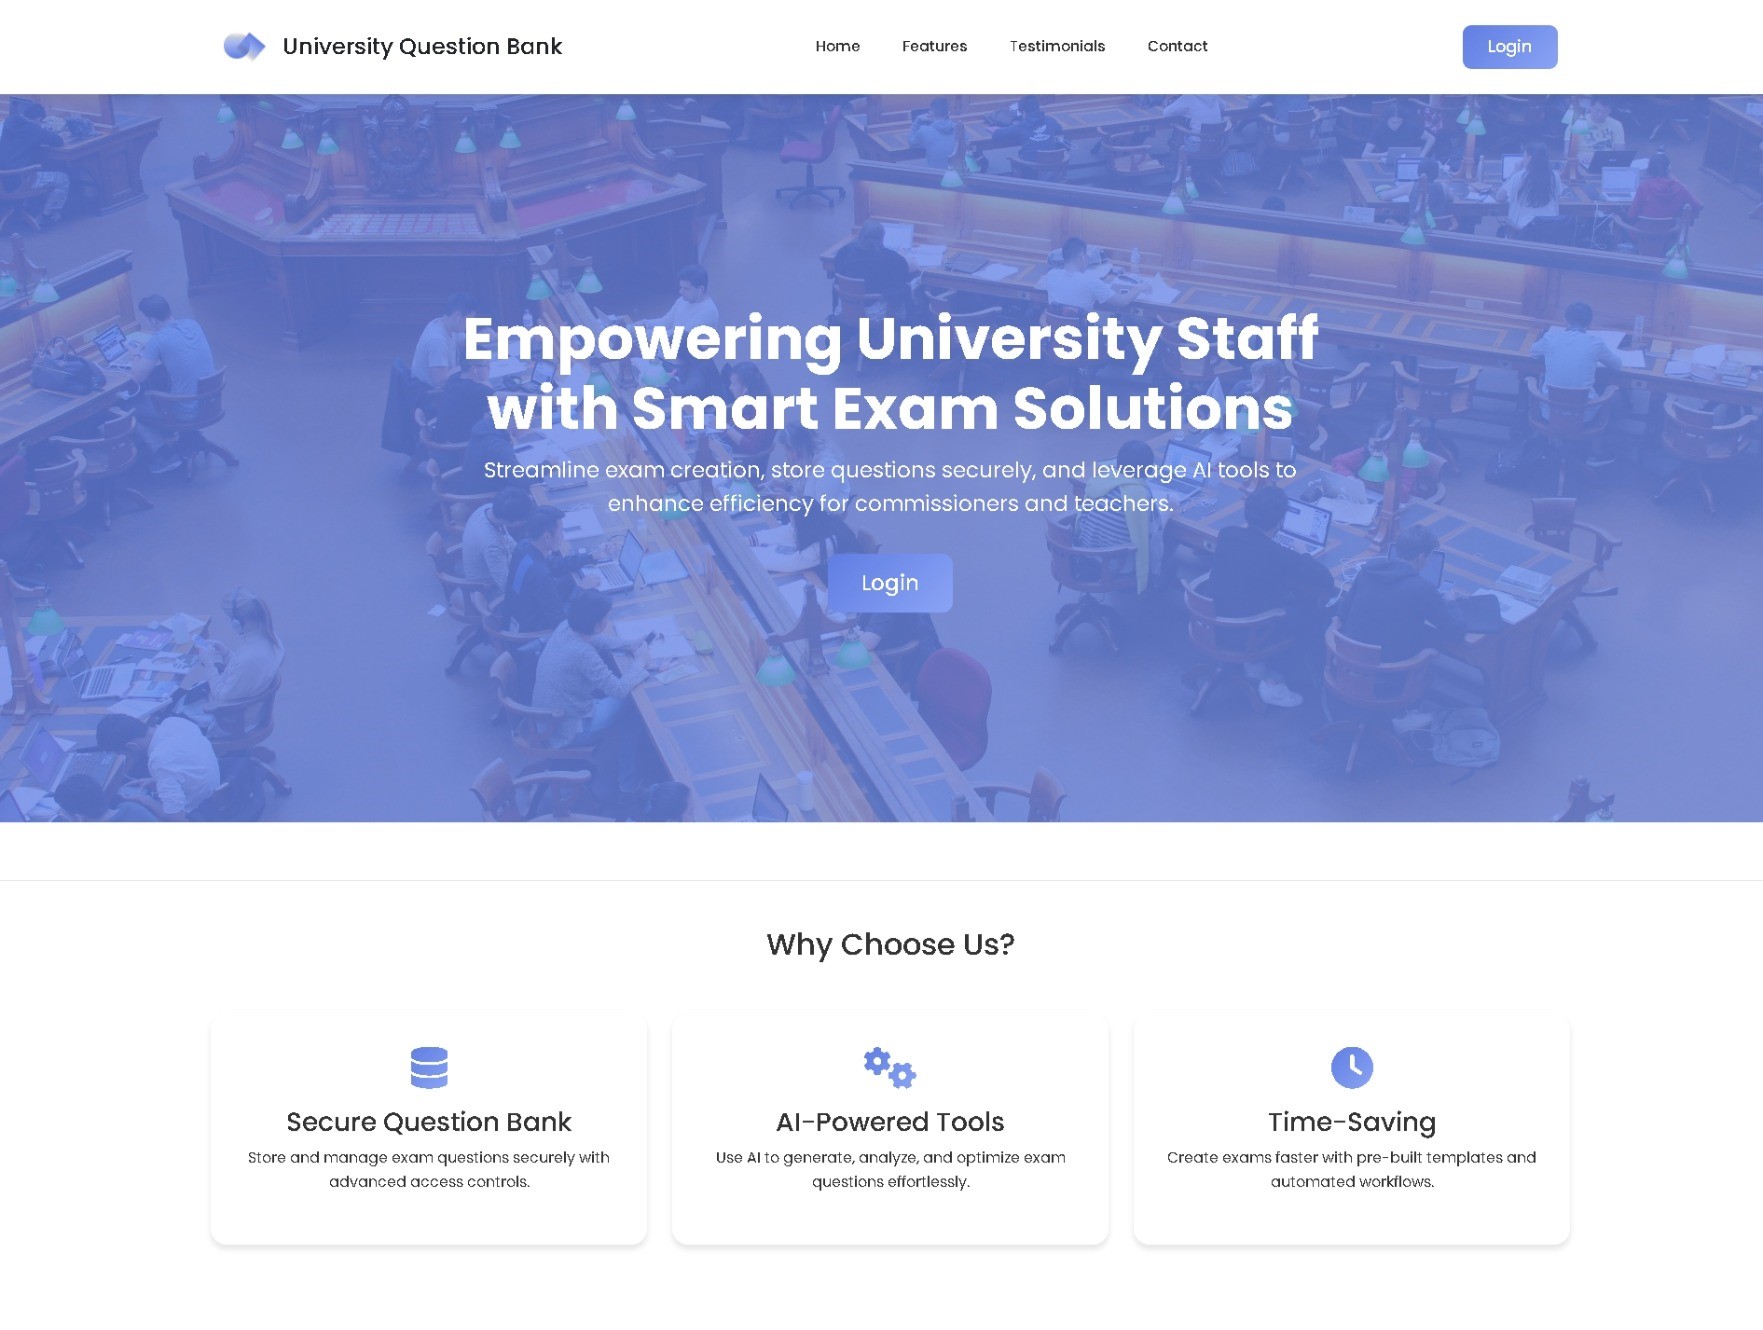 University Question Bank
Home
Features
Testimonials
Contact
Login
Empowering University Staff
with Smart Exam Solutions
Streamline exam creation, store questions securely, and leverage AI tools to
enhance efficiency for commissioners and teachers.
Login
Why Choose Us?
Secure Question Bank
Store and manage exam questions securely with
advanced access controls.
AI-Powered Tools
Use AI to generate, analyze, and optimize exam
questions effortlessly.
Time-Saving
Create exams faster with pre-built templates and
automated workflows.